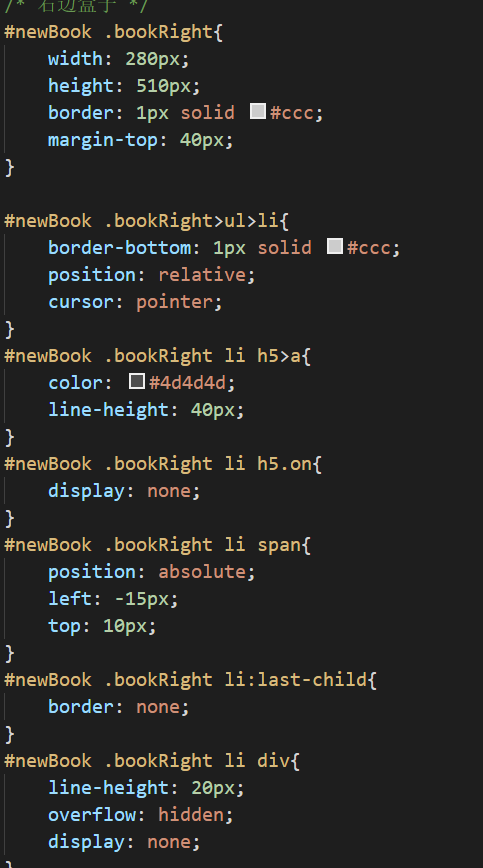 /* 右边盒子 */
#newBook .bookRight{
    width: 280px;
    height: 510px;
    border: 1px solid #ccc;
    margin-top: 40px;
}

#newBook .bookRight>ul>li{
    border-bottom: 1px solid #ccc;
    position: relative;
    cursor: pointer;
}
#newBook .bookRight li h5>a{
    color: #4d4d4d;
    line-height: 40px;
}
#newBook .bookRight li h5.on{
    display: none;
}
#newBook .bookRight li span{
    position: absolute;
    left: -15px;
    top: 10px;
}
#newBook .bookRight li:last-child{
    border: none;
}
#newBook .bookRight li div{
    line-height: 20px;
    overflow: hidden;
    display: none;
}